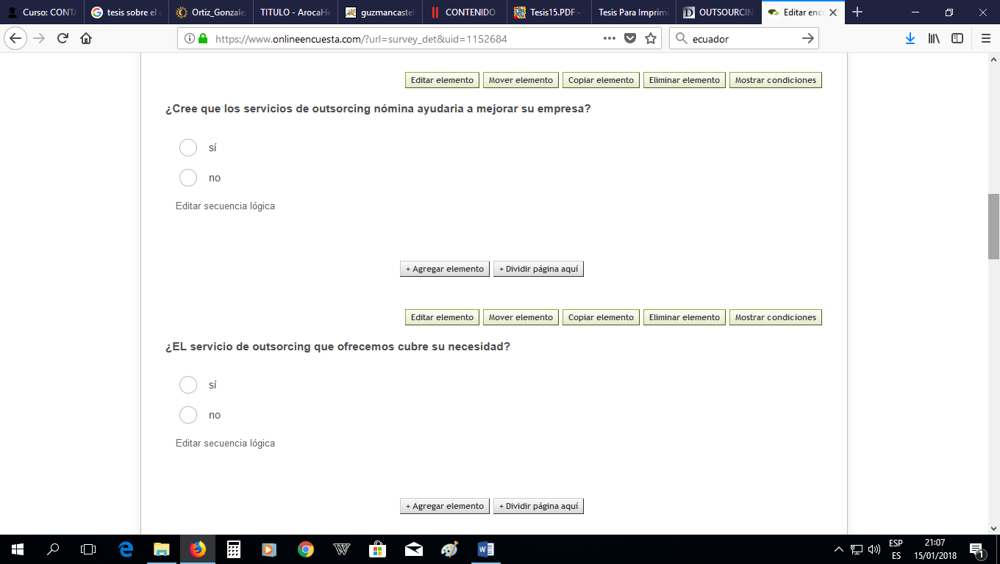 Curso: CONTA
tesis sobre el o
Ortiz_Gonzale
TITULO - ArocaHe
guzmancastel
CONTENIDO
Tesis15.PDF -
Tesis Para Imprimi
OUTSOURCIN
Editar encu
https://www.onlineencuesta.com/?url=survey_det&uid=1152684
ecuador
Editar elemento Mover elemento Copiar elemento Eliminar elemento Mostrar condiciones
¿Cree que los servicios de outsorcing nómina ayudaria a mejorar su empresa?
sí
no
Editar secuencia lógica
+ Agregar elemento + Dividir página aquí
Editar elemento Mover elemento Copiar elemento Eliminar elemento Mostrar condiciones
¿EL servicio de outsorcing que ofrecemos cubre su necesidad?
sí
no
Editar secuencia lógica
+ Agregar elemento + Dividir página aquí
ESP
ES
21:07
15/01/2018
1